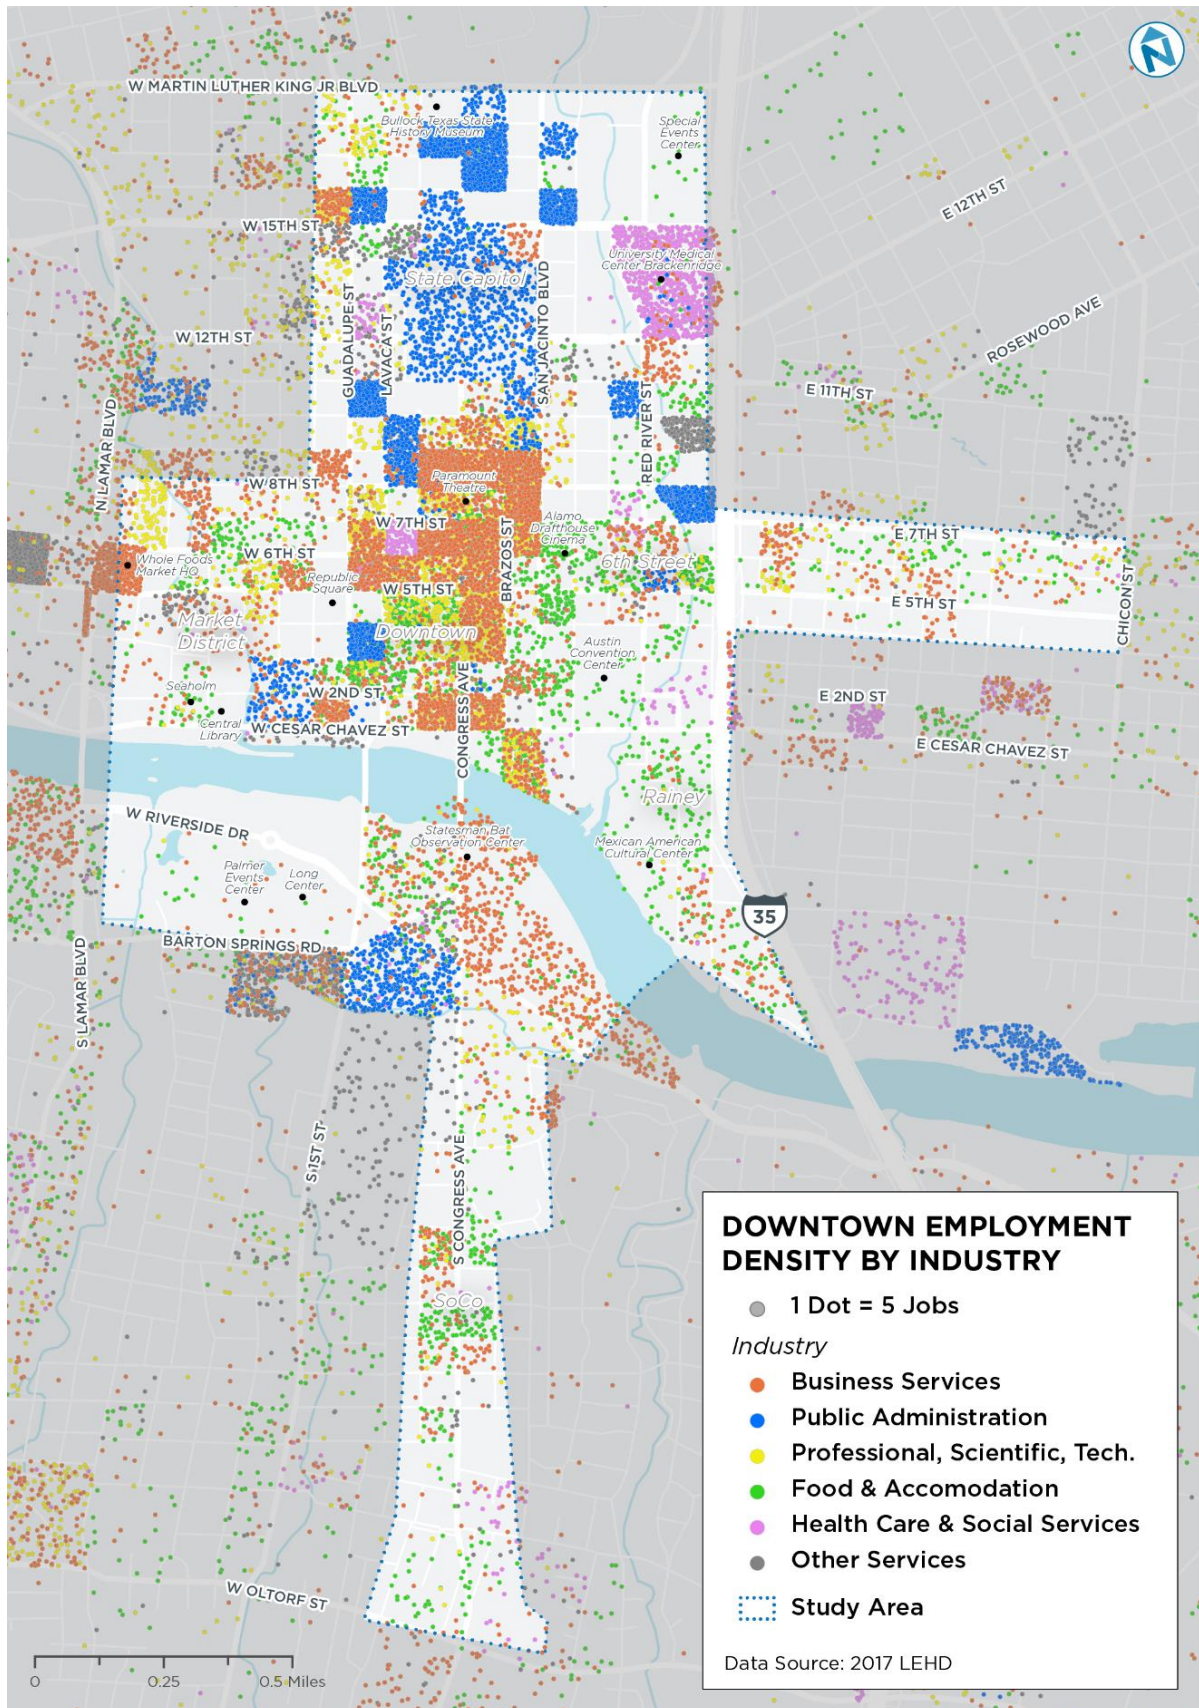 W MARTIN LUTHER KING JR BLVD
Bullock Texas State
History Museum
Special
Events
Center
E 12TH ST
W 15TH ST
State Capitol
University Medical
Center Brackenridge
SAN JACINTO BLVD
GUADALUPE ST
LAVACA ST
W 12TH ST
ROSEWOOD AVE
E 11TH ST
N LAMAR BLVD
RED RIVER ST
W 8TH ST
Paramount
Theatre
W 7TH ST
BRAZOS ST
Alamo
Drafthouse
Cinema
E 7TH ST
W 6TH ST
6th Street
Whole Foods
Market HQ
Republic
Square
W 5TH ST
E 5TH ST
CHICON ST
Market
District
Downtown
Austin
Convention
Center
Seaholm
W 2ND ST
E 2ND ST
Central
Library
W CESAR CHAVEZ ST
CONGRESS AVE
E CESAR CHAVEZ ST
Rainey
W RIVERSIDE DR
Statesman Bat
Observation Center
Mexican American
Cultural Center
Palmer
Events
Center
Long
Center
35
BARTON SPRINGS RD
S LAMAR BLVD
S 1ST ST
S CONGRESS AVE
SoCo
W OLTORF ST
0 0.25 0.5 Miles
DOWNTOWN EMPLOYMENT
DENSITY BY INDUSTRY
1 Dot = 5 Jobs
Industry
Business Services
Public Administration
Professional, Scientific, Tech.
Food & Accomodation
Health Care & Social Services
Other Services
Study Area
Data Source: 2017 LEHD